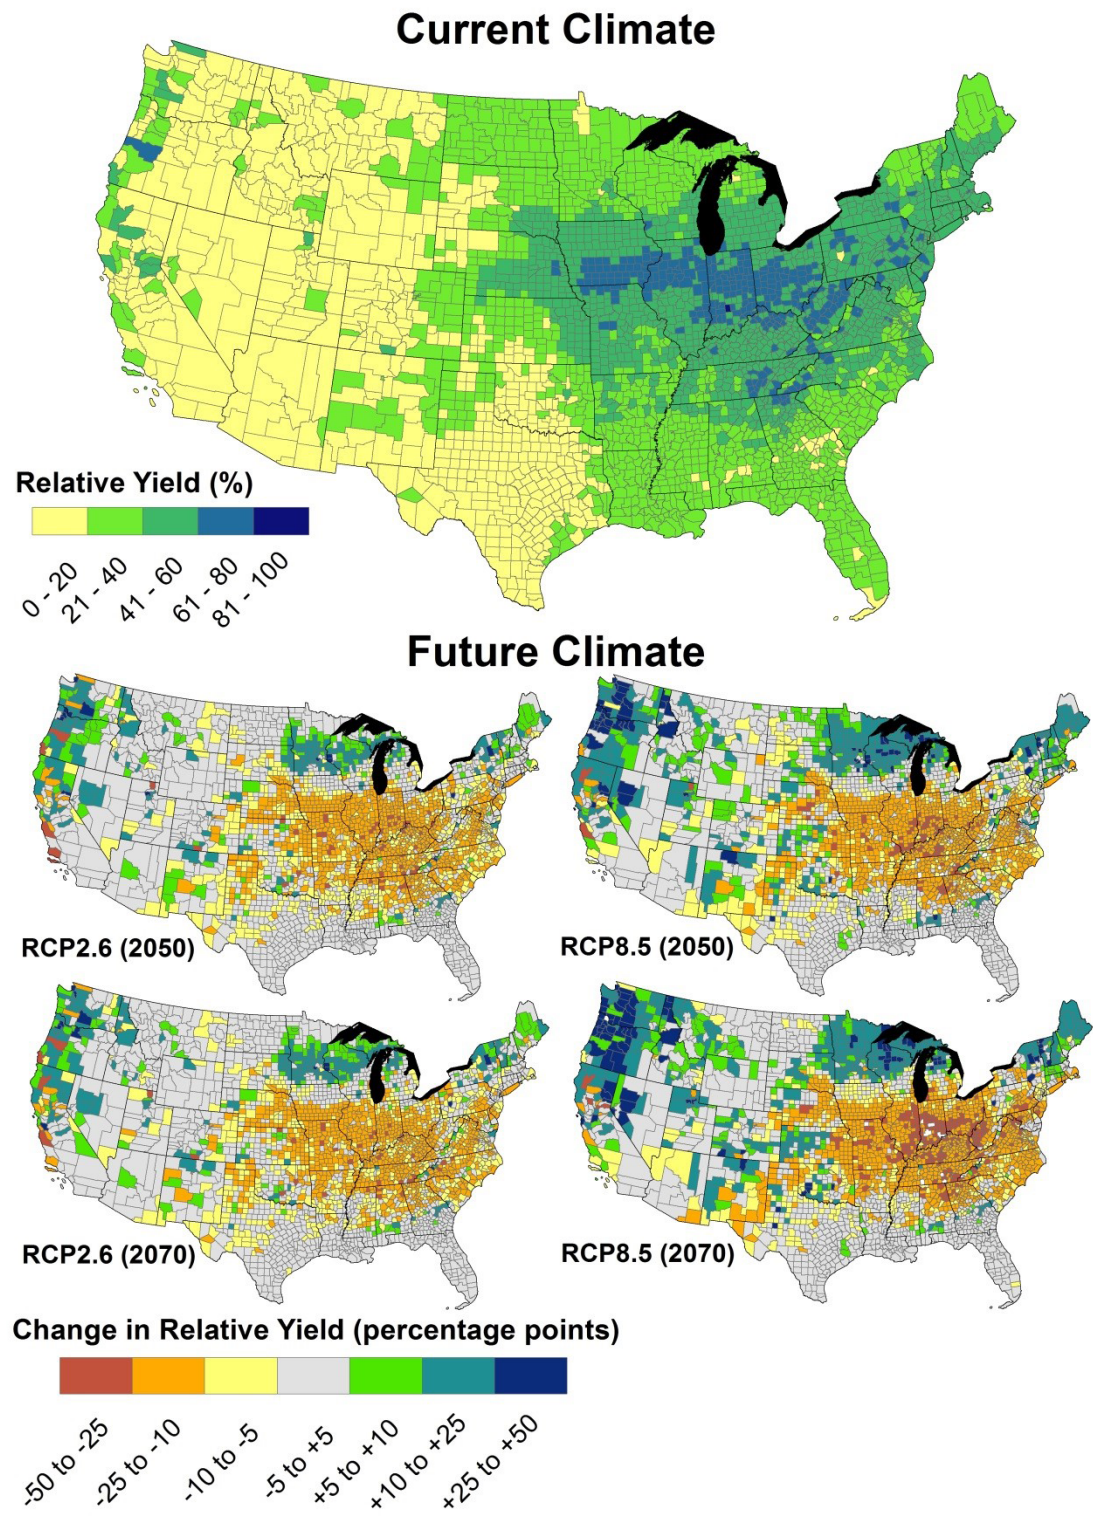 Current Climate
Relative Yield (%)
0 - 20
21 - 40
41 - 60
61 - 80
81 - 100
Future Climate
RCP2.6 (2050)
RCP8.5 (2050)
RCP2.6 (2070)
RCP8.5 (2070)
Change in Relative Yield (percentage points)
-50 to -25
-25 to -10
-10 to -5
-5 to +5
+5 to +10
+10 to +25
+25 to +50